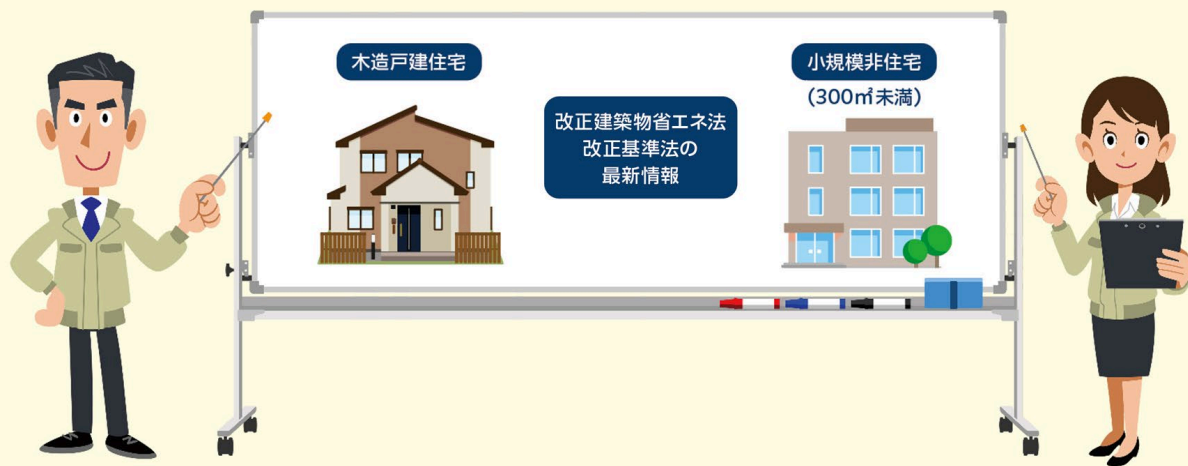 木造戸建住宅
改正建築物省エネ法
改正基準法の
最新情報
小規模非住宅
(300㎡未満)